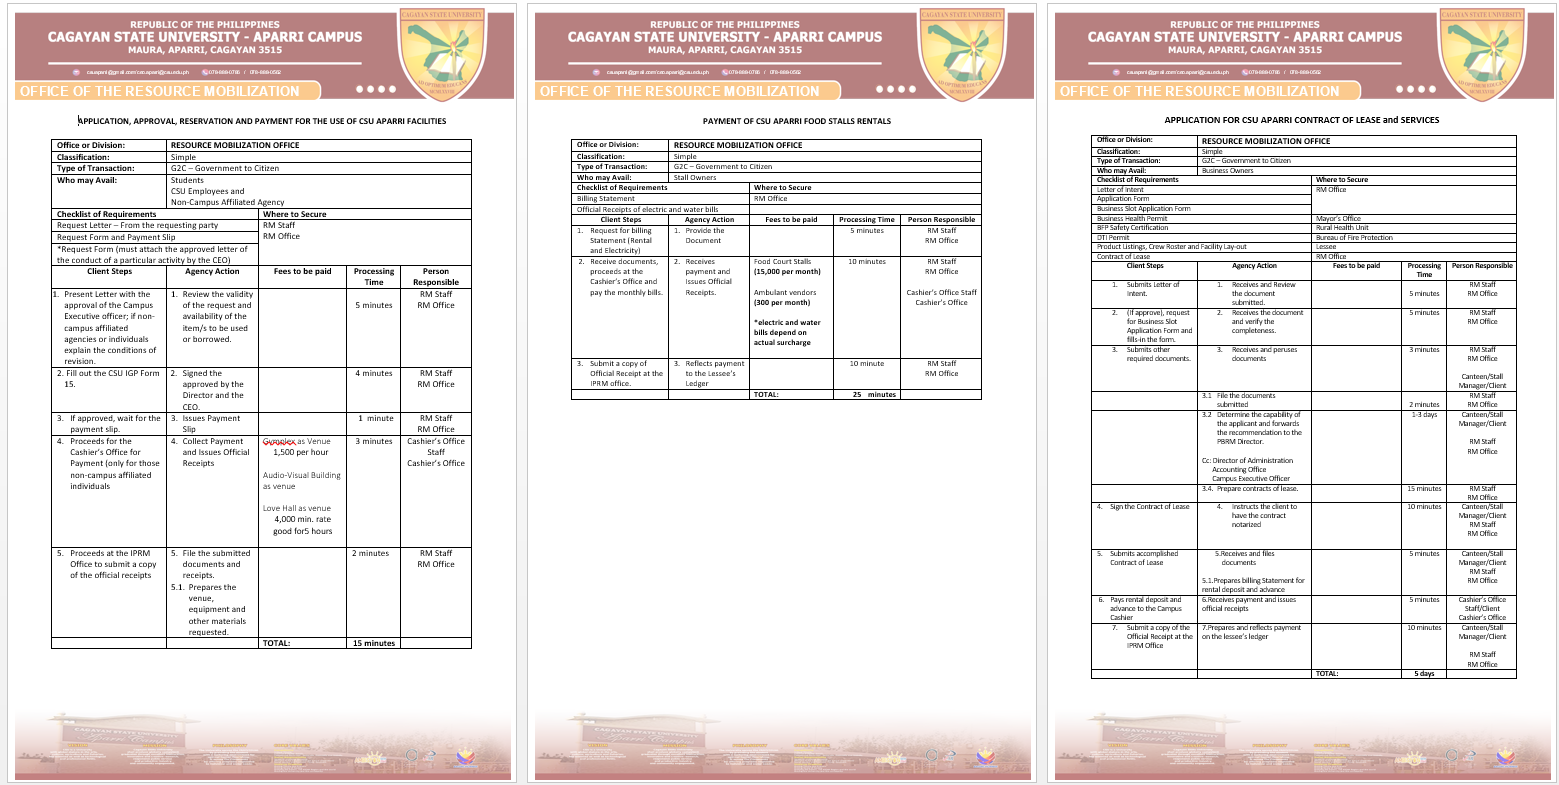 REPUBLIC OF THE PHILIPPINES
CAGAYAN STATE UNIVERSITY - APARRI CAMPUS
MAURA, APARRI, CAGAYAN 3515
078-888-0786 / 078-888-0562
OFFICE OF THE RESOURCE MOBILIZATION
CAGAYAN STATE UNIVERSITY
APPLICATION, APPROVAL, RESERVATION AND PAYMENT FOR THE USE OF CSU APARRI FACILITIES
Office or Division: RESOURCE MOBILIZATION OFFICE
Classification: Simple
Type of Transaction: G2C – Government to Citizen
Who may Avail: Students
CSU Employees and
Non-Campus Affiliated Agency
Checklist of Requirements Where to Secure
Request Letter – From the requesting party RM Staff
Request Form and Payment Slip RM Office
*Request Form (must attach the approved letter of
the conduct of a particular activity by the CEO)
Client Steps Agency Action Fees to be paid Processing Time Person Responsible
1. Present Letter with the approval of the Campus Executive officer; if non-campus affiliated agencies or individuals explain the conditions of revision.
1. Review the validity of the request and availability of the item/s to be used or borrowed.
5 minutes
RM Staff
RM Office
2. Fill out the CSU IGP Form 15.
2. Signed the approved by the Director and the CEO.
4 minutes
RM Staff
RM Office
3. If approved, wait for the payment slip.
3. Issues Payment Slip
1 minute
RM Staff
RM Office
4. Proceeds for the Cashier's Office for Payment (only for those non-campus affiliated individuals
4. Collect Payment and Issues Official Receipts
Gymplex as Venue
1,500 per hour
Audio-Visual Building as venue
Love Hall as venue
4,000 min. rate
good for5 hours
3 minutes
Cashier's Office
Staff
Cashier's Office
5. Proceeds at the IPRM Office to submit a copy of the official receipts
5. File the submitted documents and receipts.
5.1. Prepares the venue, equipment and other materials requested.
2 minutes
RM Staff
RM Office
TOTAL: 15 minutes
REPUBLIC OF THE PHILIPPINES
CAGAYAN STATE UNIVERSITY - APARRI CAMPUS
MAURA, APARRI, CAGAYAN 3515
078-888-0786 / 078-888-0562
OFFICE OF THE RESOURCE MOBILIZATION
CAGAYAN STATE UNIVERSITY
PAYMENT OF CSU APARRI FOOD STALLS RENTALS
Office or Division: RESOURCE MOBILIZATION OFFICE
Classification: Simple
Type of Transaction: G2C – Government to Citizen
Who may Avail: Stall Owners
Checklist of Requirements Where to Secure
Billing Statement RM Office
Official Receipts of electric and water bills
Client Steps Agency Action Fees to be paid Processing Time Person Responsible
1. Request for billing Statement (Rental and Electricity)
1. Provide the Document
5 minutes
RM Staff
RM Office
2. Receive documents, proceeds at the Cashier's Office and pay the monthly bills.
2. Receives payment and Issues Official Receipts.
Food Court Stalls
(15,000 per month)
Ambulant vendors
(300 per month)
*electric and water bills depend on actual surcharge
10 minutes
RM Staff
RM Office
Cashier's Office Staff
Cashier's Office
3. Submit a copy of Official Receipt at the IPRM office.
3. Reflects payment to the Lessee's Ledger
10 minute
RM Staff
RM Office
TOTAL: 25 minutes
REPUBLIC OF THE PHILIPPINES
CAGAYAN STATE UNIVERSITY - APARRI CAMPUS
MAURA, APARRI, CAGAYAN 3515
078-888-0786 / 078-888-0562
OFFICE OF THE RESOURCE MOBILIZATION
CAGAYAN STATE UNIVERSITY
APPLICATION FOR CSU APARRI CONTRACT OF LEASE and SERVICES
Office or Division: RESOURCE MOBILIZATION OFFICE
Classification: Simple
Type of Transaction: G2C – Government to Citizen
Who may Avail: Business Owners
Checklist of Requirements Where to Secure
Letter of Intent RM Office
Application Form
Business Slot Application Form
Business Health Permit Mayor's Office
BFP Safety Certification Rural Health Unit
DTI Permit Bureau of Fire Protection
Product Listings, Crew Roster and Facility Lay-out Lessee
Contract of Lease RM Office
Client Steps Agency Action Fees to be paid Processing Time Person Responsible
1. Submits Letter of Intent.
1. Receives and Review the document submitted.
5 minutes
RM Staff
RM Office
2. (If approve), request for Business Slot Application Form and fills-in the form.
2. Receives the document and verify the completeness.
5 minutes
RM Staff
RM Office
3. Submits other required documents.
3. Receives and peruses documents
3 minutes
RM Staff
RM Office
Canteen/Stall
Manager/Client
3.1 File the documents submitted
2 minutes
RM Staff
RM Office
3.2 Determine the capability of the applicant and forwards the recommendation to the PBRM Director.
Cc: Director of Administration
Accounting Office
Campus Executive Officer
1-3 days
Canteen/Stall
Manager/Client
RM Staff
RM Office
3.4. Prepare contracts of lease.
15 minutes
RM Staff
RM Office
4. Sign the Contract of Lease
4. Instructs the client to have the contract notarized
10 minutes
Canteen/Stall
Manager/Client
RM Staff
RM Office
5. Submits accomplished Contract of Lease
5.Receives and files documents
5.1.Prepares billing Statement for rental deposit and advance
5 minutes
Canteen/Stall
Manager/Client
RM Staff
RM Office
6. Pays rental deposit and advance to the Campus Cashier
6.Receives payment and issues official receipts
5 minutes
Cashier's Office
Staff/Client
Cashier's Office
7. Submit a copy of the Official Receipt at the IPRM Office
7.Prepares and reflects payment on the lessee's ledger
10 minutes
Canteen/Stall
Manager/Client
RM Staff
RM Office
TOTAL: 5 days